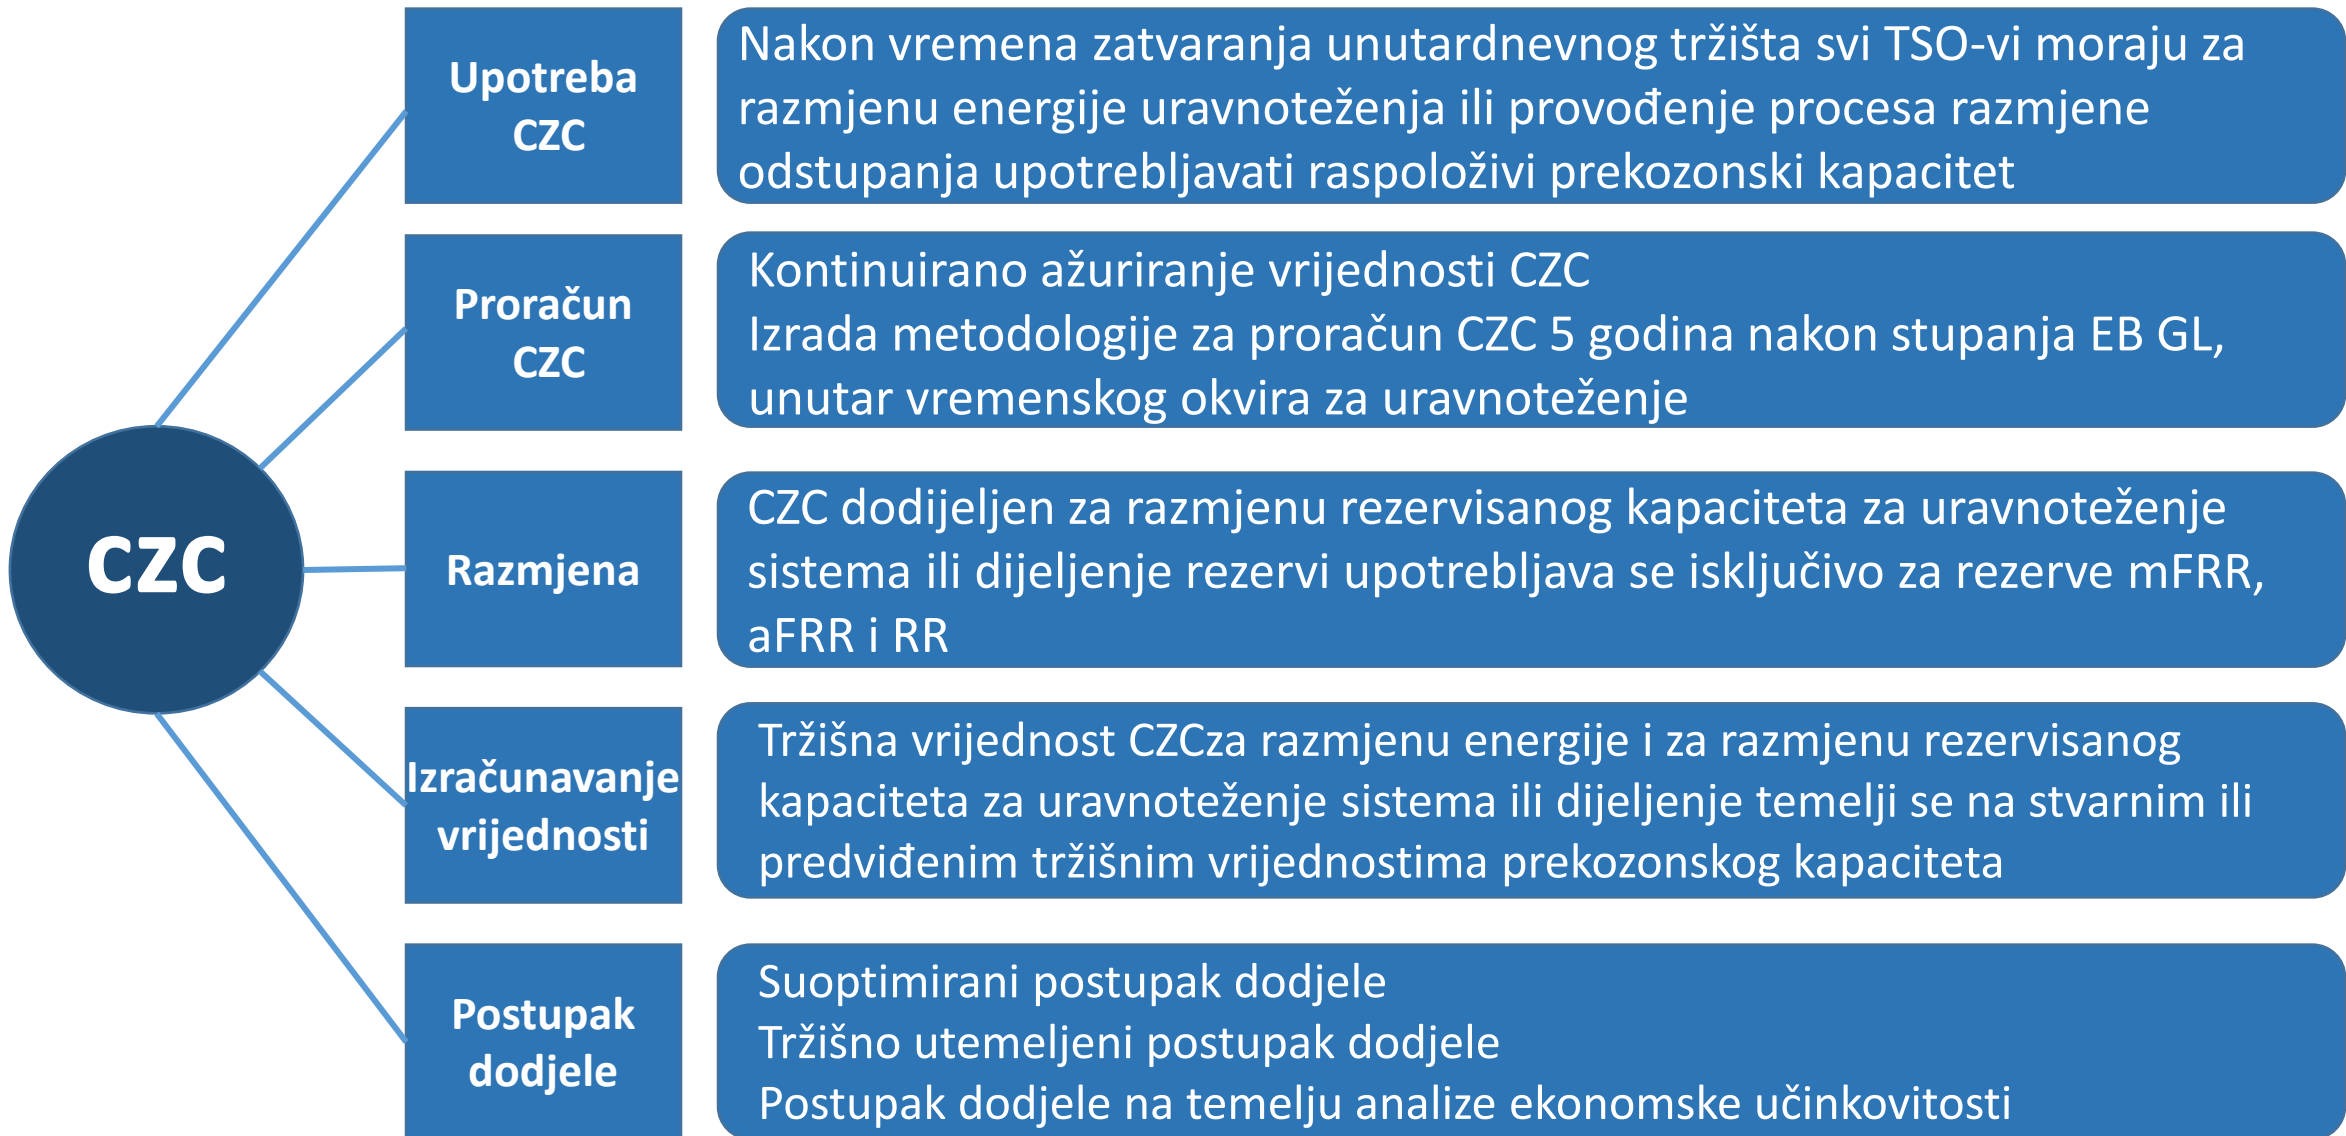 CZC
Upotreba
CZC
Nakon vremena zatvaranja unutardnevnog tržišta svi TSO-vi moraju za
razmjenu energije uravnoteženja ili provođenje procesa razmjene
odstupanja upotrebljavati raspoloživi prekozonski kapacitet
Proračun
CZC
Kontinuirano ažuriranje vrijednosti CZC
Izrada metodologije za proračun CZC 5 godina nakon stupanja EB GL,
unutar vremenskog okvira za uravnoteženje
Razmjena
CZC dodijeljen za razmjenu rezervisanog kapaciteta za uravnoteženje
sistema ili dijeljenje rezervi upotrebljava se isključivo za rezerve mFRR,
aFRR i RR
Izračunavanje
vrijednosti
Tržišna vrijednost CZCza razmjenu energije i za razmjenu rezervisanog
kapaciteta za uravnoteženje sistema ili dijeljenje temelji se na stvarnim ili
predviđenim tržišnim vrijednostima prekozonskog kapaciteta
Postupak
dodjele
Suoptimirani postupak dodjele
Tržišno utemeljeni postupak dodjele
Postupak dodjele na temelju analize ekonomske učinkovitosti